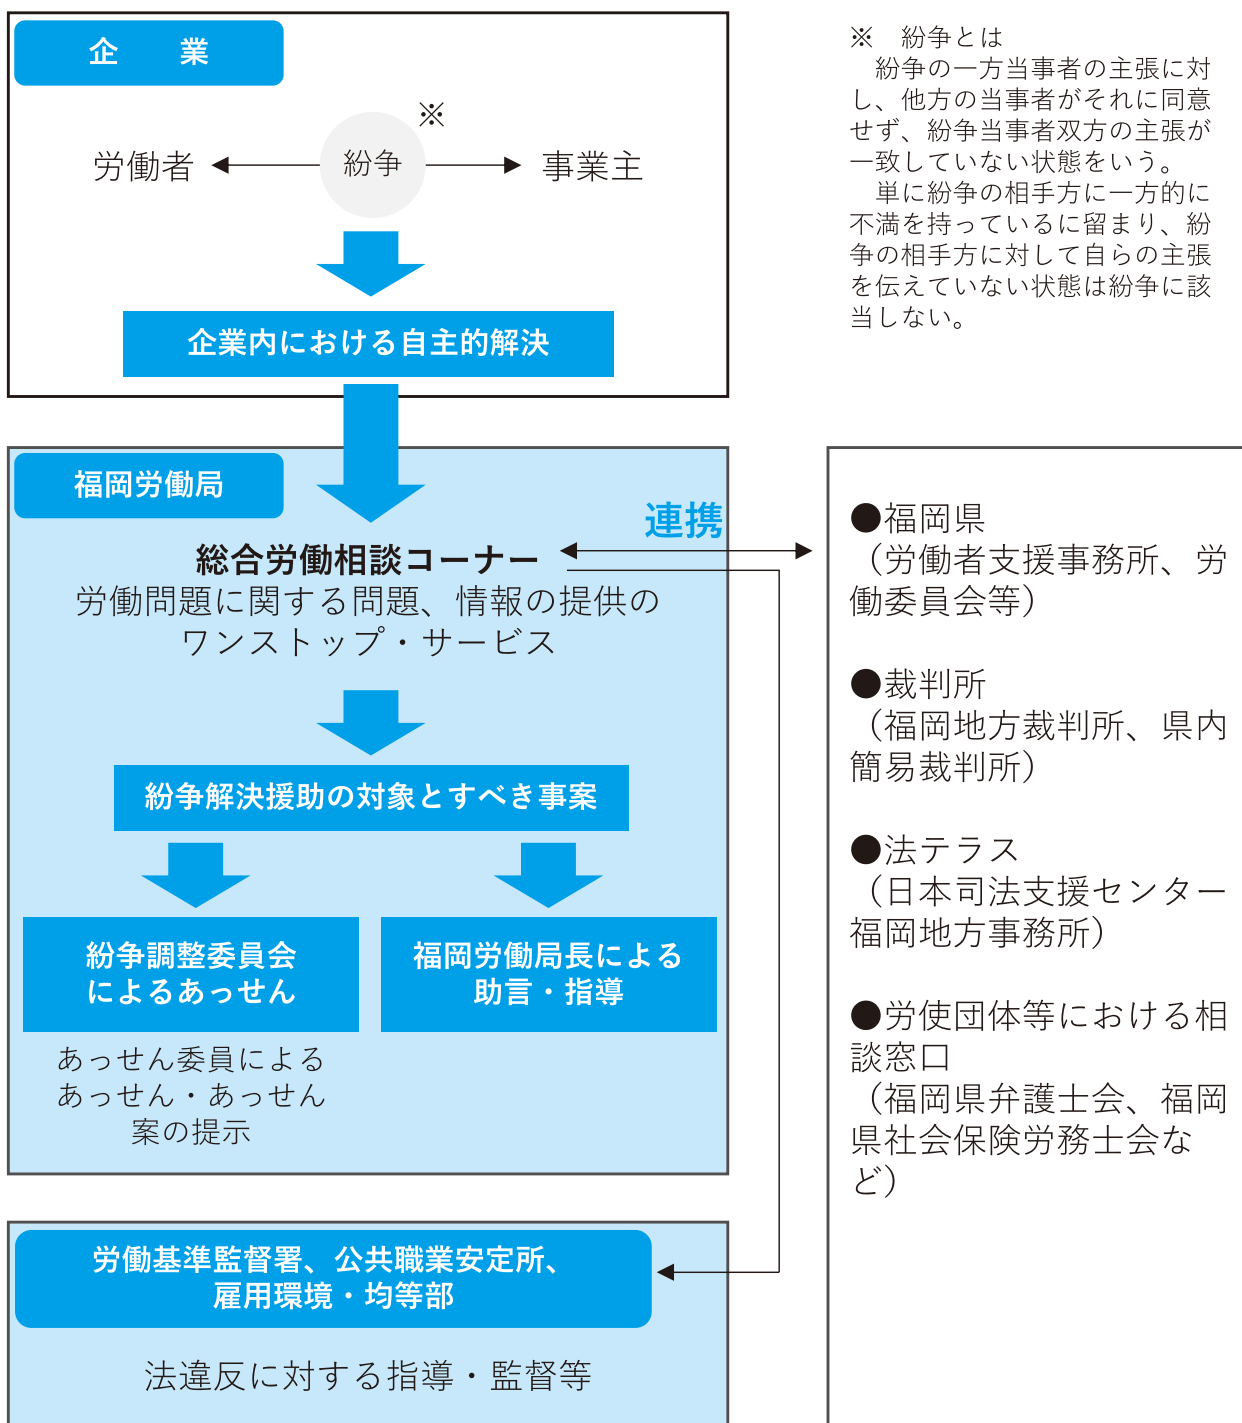 企　業
※
労働者
紛争
事業主
企業内における自主的解決
※　紛争とは
　紛争の一方当事者の主張に対
し、他方の当事者がそれに同意
せず、紛争当事者双方の主張が
一致していない状態をいう。
　単に紛争の相手方に一方的に
不満を持っているに留まり、紛
争の相手方に対して自らの主張
を伝えていない状態は紛争に該
当しない。
福岡労働局
連携
総合労働相談コーナー
労働問題に関する問題、情報の提供の
ワンストップ・サービス
紛争解決援助の対象とすべき事案
紛争調整委員会
によるあっせん
福岡労働局長による
助言・指導
あっせん委員による
あっせん・あっせん
案の提示
●福岡県
（労働者支援事務所、労
働委員会等）
●裁判所
（福岡地方裁判所、県内
簡易裁判所）
●法テラス
（日本司法支援センター
福岡地方事務所）
●労使団体等における相
談窓口
（福岡県弁護士会、福岡
県社会保険労務士会な
ど）
労働基準監督署、公共職業安定所、
雇用環境・均等部
法違反に対する指導・監督等